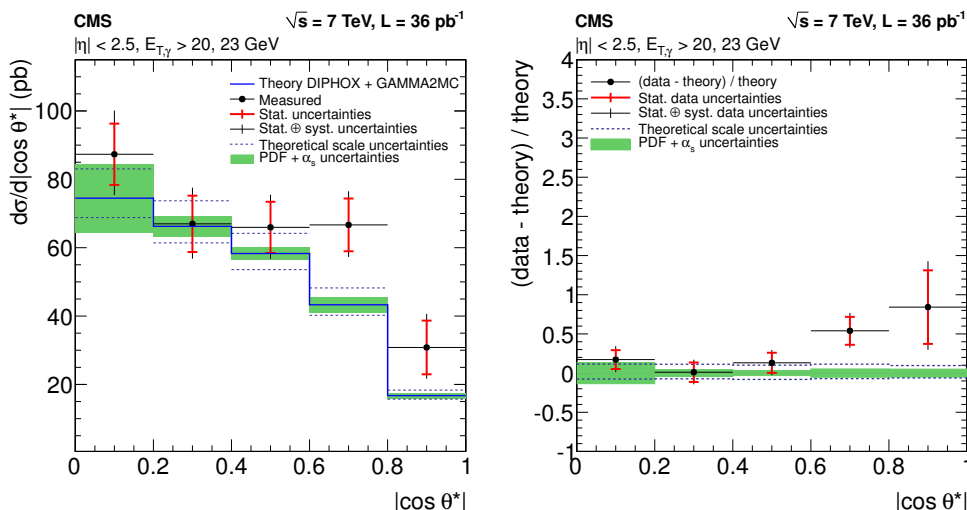 CMS
√s = 7 TeV, L = 36 pb⁻¹
|η| < 2.5, E_T,γ > 20, 23 GeV
dσ/d|cos θ*| (pb)
Theory DIPHOX + GAMMA2MC
Measured
Stat. uncertainties
Stat. ⊕ syst. uncertainties
Theoretical scale uncertainties
PDF + α_s uncertainties
100
80
60
40
20
0
0.2
0.4
0.6
0.8
1
|cos θ*|
CMS
√s = 7 TeV, L = 36 pb⁻¹
|η| < 2.5, E_T,γ > 20, 23 GeV
(data - theory) / theory
(data - theory) / theory
Stat. data uncertainties
Stat. ⊕ syst. data uncertainties
Theoretical scale uncertainties
PDF + α_s uncertainties
4
3.5
3
2.5
2
1.5
1
0.5
0
-0.5
-1
0
0.2
0.4
0.6
0.8
1
|cos θ*|